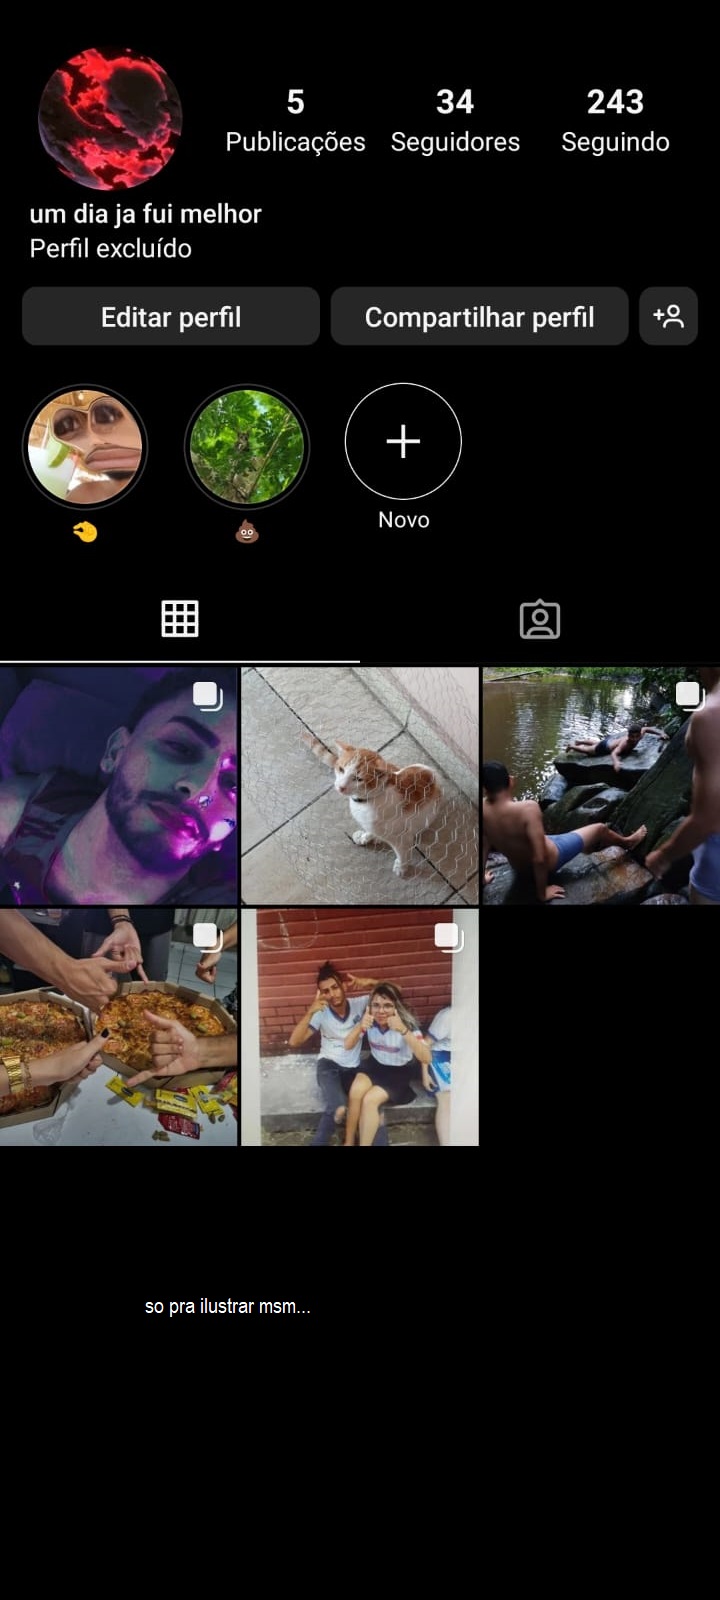 5 34 243
Publicações Seguidores Seguindo
um dia ja fui melhor
Perfil excluído
Editar perfil Compartilhar perfil
Novo
so pra ilustrar msm...